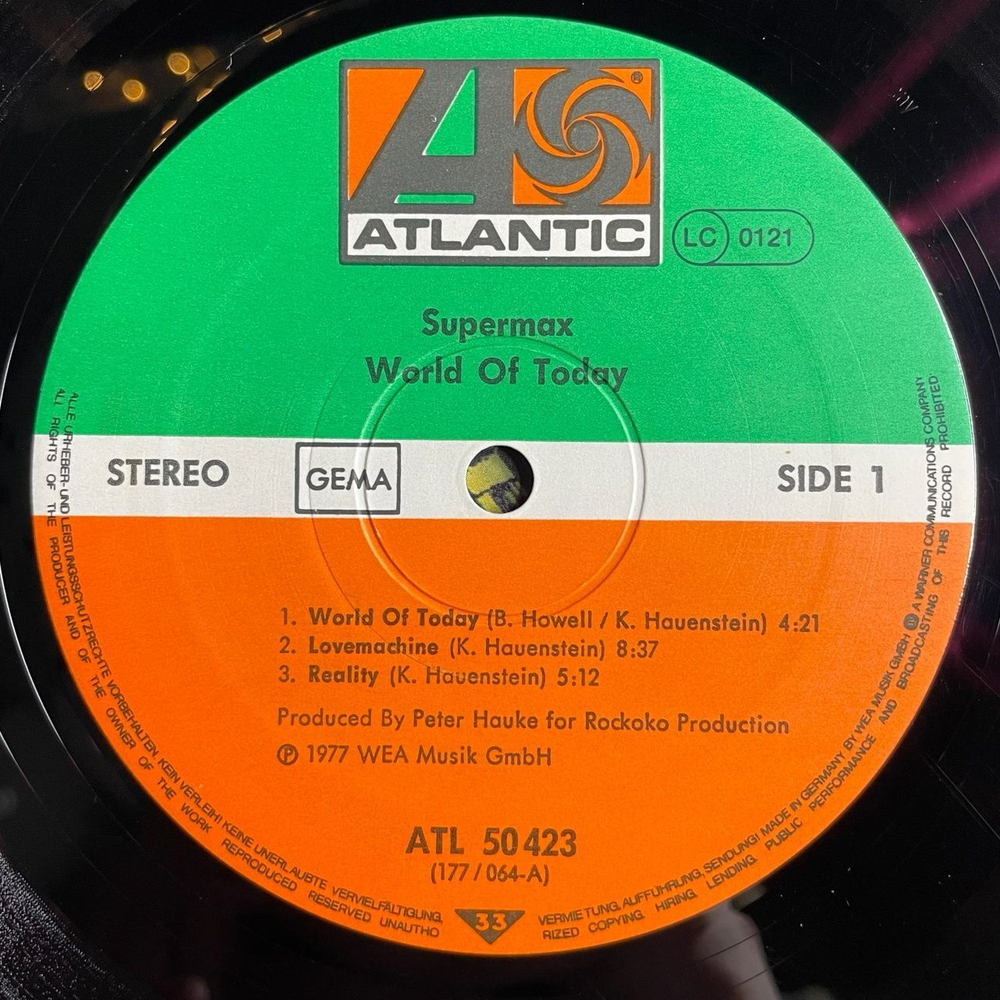 ATLANTIC
®
LC 0121
Supermax
World Of Today
STEREO
GEMA
SIDE 1
1. World Of Today (B. Howell / K. Hauenstein) 4:21
2. Lovemachine (K. Hauenstein) 8:37
3. Reality (K. Hauenstein) 5:12
Produced By Peter Hauke for Rockoko Production
℗ 1977 WEA Musik GmbH
ATL 50 423
(177 / 064-A)
33
ALLE URHEBER- UND LEISTUNGSSCHUTZRECHTE VORBEHALTEN. KEIN VERLEIH! KEINE UNERLAUBTE VERVIELFÄLTIGUNG, VERMIETUNG, AUFFÜHRUNG, SENDUNG! MADE IN GERMANY BY WEA MUSIK GMBH A WARNER COMMUNICATIONS COMPANY
ALL RIGHTS OF THE PRODUCER AND OF THE OWNER OF THE WORK REPRODUCED RESERVED UNAUTHORIZED COPYING, HIRING, LENDING, PUBLIC PERFORMANCE AND BROADCASTING OF THIS RECORD PROHIBITED